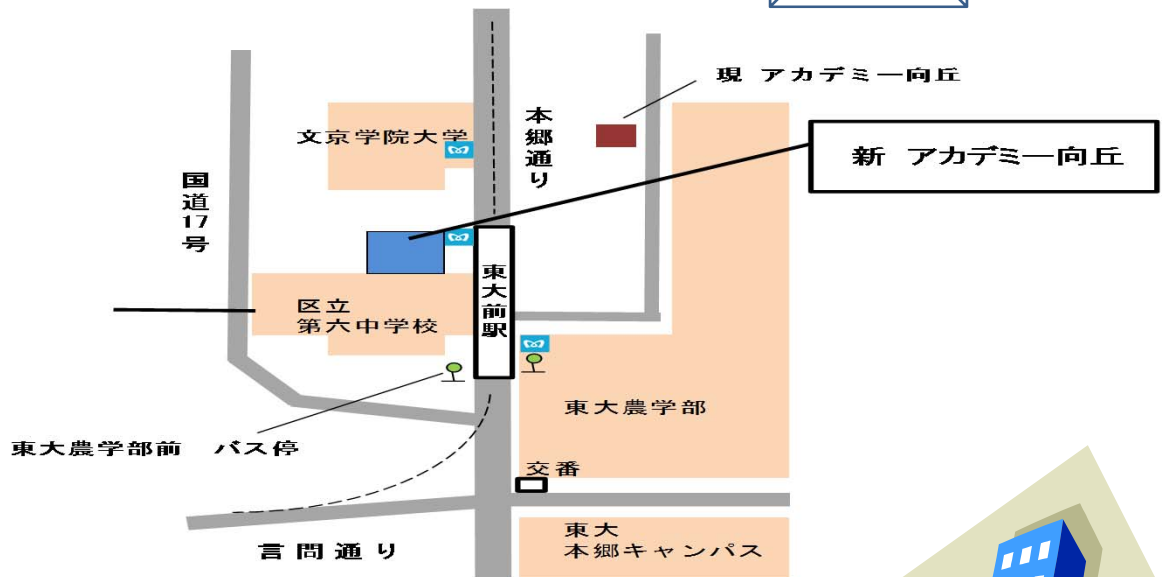 現 アカデミー向丘
本郷通り
文京学院大学
新 アカデミー向丘
国道17号
東大前駅
区立
第六中学校
東大農学部
東大農学部前 バス停
交番
東大
本郷キャンパス
言問通り